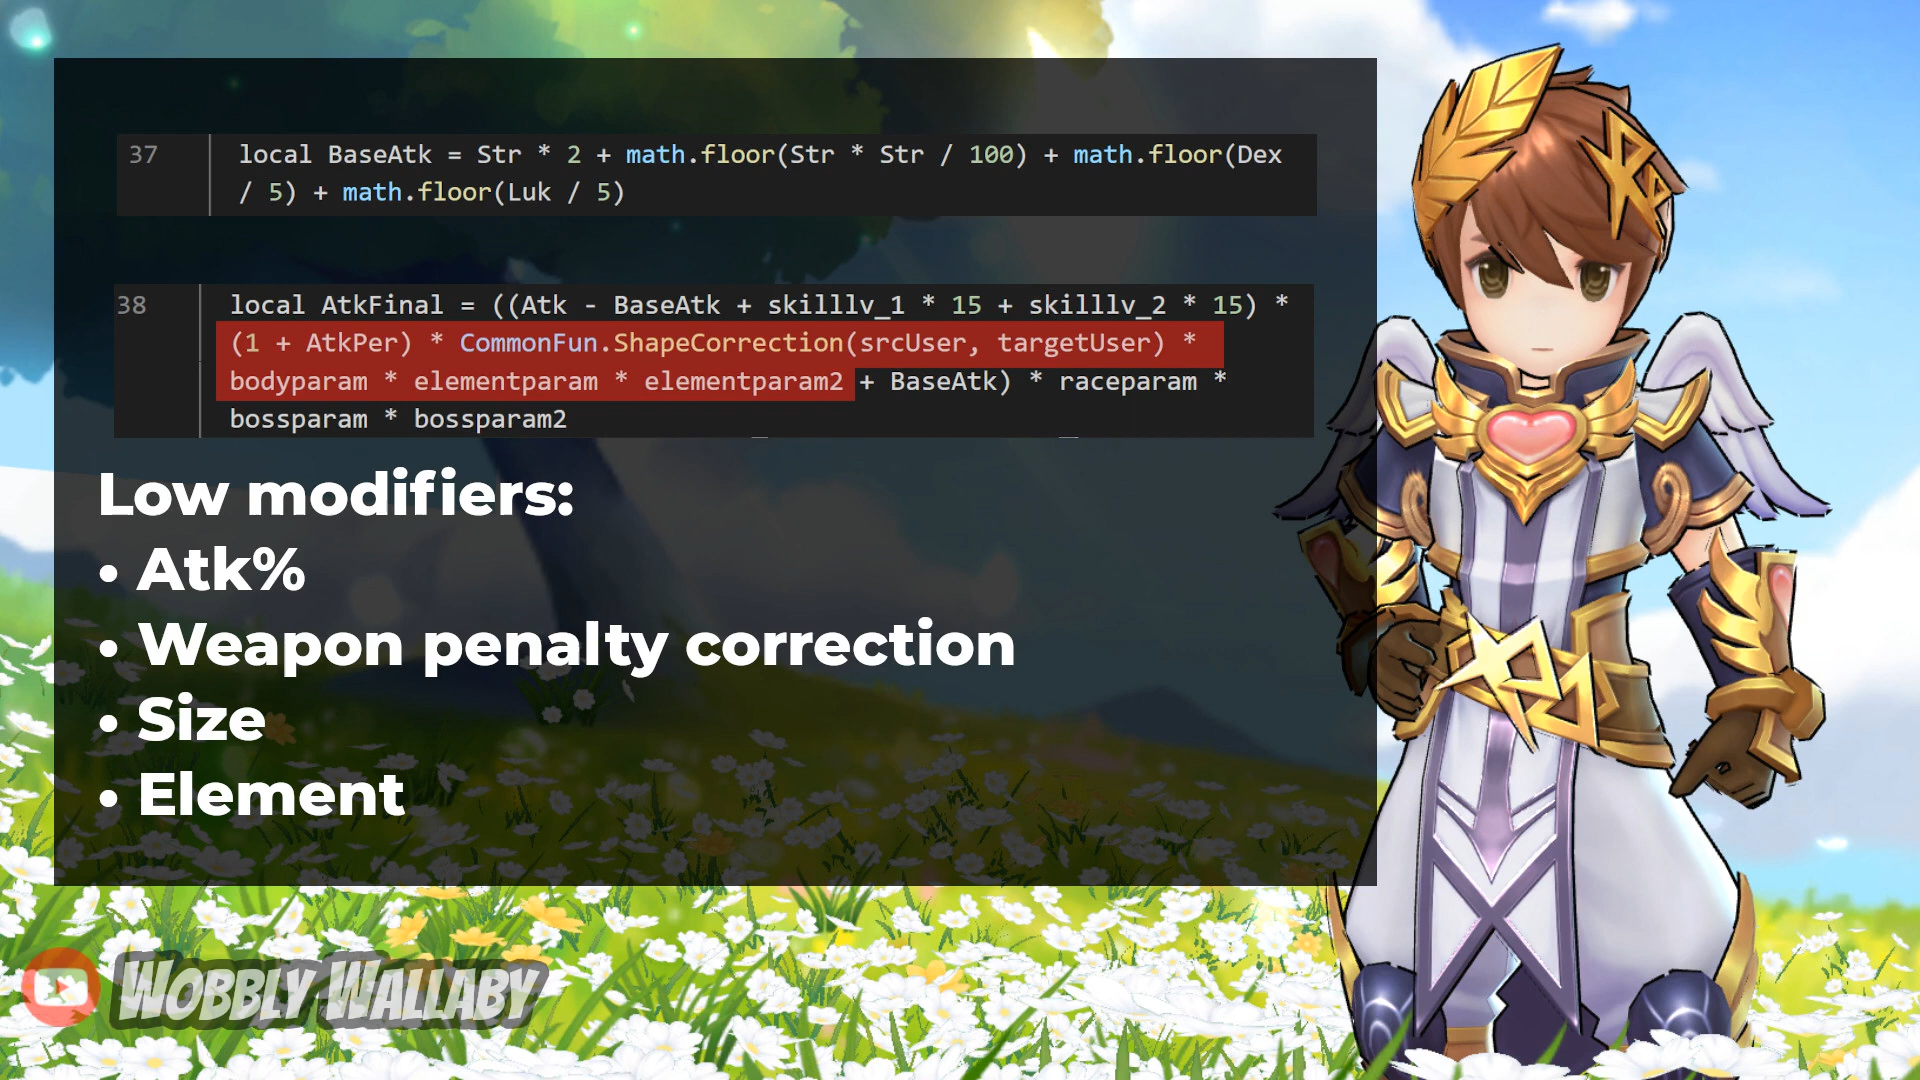 37 local BaseAtk = Str * 2 + math.floor(Str * Str / 100) + math.floor(Dex
/ 5) + math.floor(Luk / 5)
38 local AtkFinal = ((Atk - BaseAtk + skilllv_1 * 15 + skilllv_2 * 15) *
(1 + AtkPer) * CommonFun.ShapeCorrection(srcUser, targetUser) *
bodyparam * elementparam * elementparam2 + BaseAtk) * raceparam *
bossparam * bossparam2
Low modifiers:
• Atk%
• Weapon penalty correction
• Size
• Element
Wobbly Wallaby